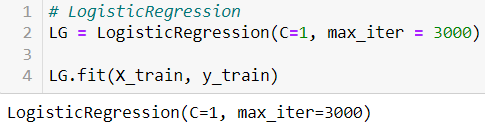 1 # LogisticRegression
2 LG = LogisticRegression(C=1, max_iter = 3000)
3
4 LG.fit(X_train, y_train)
LogisticRegression(C=1, max_iter=3000)